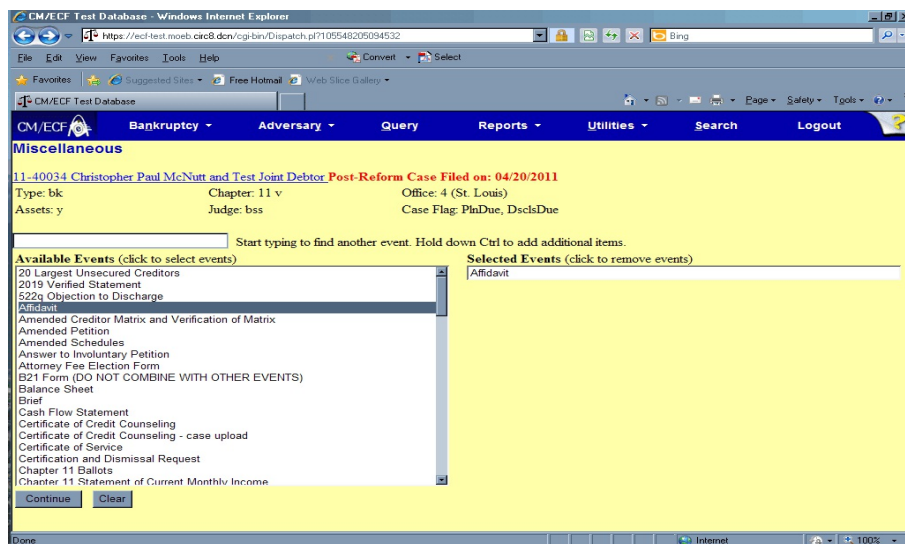 CM/ECF Test Database - Windows Internet Explorer
https://ecf-test.moeb.circ8.dcn/cgi-bin/Dispatch.pl?1055548205094532 Bing
File Edit View Favorites Tools Help Convert Select
Favorites Suggested Sites Free Hotmail Web Slice Gallery
CM/ECF Test Database Page Safety Tools
CM/ECF Bankruptcy Adversary Query Reports Utilities Search Logout ?
Miscellaneous
11-40034 Christopher Paul McNutt and Test Joint Debtor Post-Reform Case Filed on: 04/20/2011
Type: bk Chapter: 11 v Office: 4 (St. Louis)
Assets: y Judge: bss Case Flag: PlnDue, DsclsDue
Start typing to find another event. Hold down Ctrl to add additional items.
Available Events (click to select events) Selected Events (click to remove events)
20 Largest Unsecured Creditors Affidavit
2019 Verified Statement
522q Objection to Discharge
Affidavit
Amended Creditor Matrix and Verification of Matrix
Amended Petition
Amended Schedules
Answer to Involuntary Petition
Attorney Fee Election Form
B21 Form (DO NOT COMBINE WITH OTHER EVENTS)
Balance Sheet
Brief
Cash Flow Statement
Certificate of Credit Counseling
Certificate of Credit Counseling - case upload
Certificate of Service
Certification and Dismissal Request
Chapter 11 Ballots
Chapter 11 Statement of Current Monthly Income
Continue Clear
Done Internet 100%